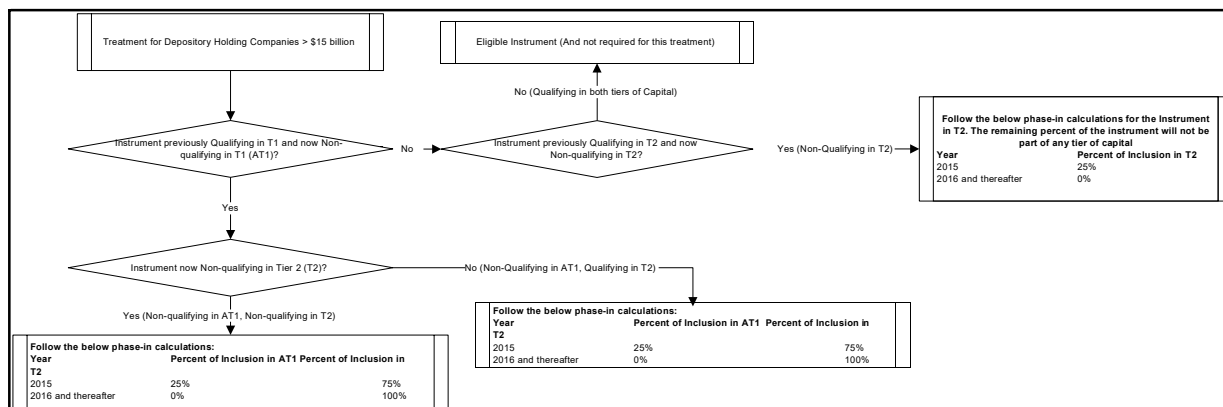 Treatment for Depository Holding Companies > $15 billion
Eligible Instrument (And not required for this treatment)
No (Qualifying in both tiers of Capital)
Instrument previously Qualifying in T1 and now Non-
qualifying in T1 (AT1)?
No
Instrument previously Qualifying in T2 and now
Non-qualifying in T2?
Yes (Non-Qualifying in T2)
Follow the below phase-in calculations for the Instrument
in T2. The remaining percent of the instrument will not be
part of any tier of capital
Year Percent of Inclusion in T2
2015 25%
2016 and thereafter 0%
Yes
Instrument now Non-qualifying in Tier 2 (T2)?
No (Non-Qualifying in AT1, Qualifying in T2)
Yes (Non-qualifying in AT1, Non-qualifying in T2)
Follow the below phase-in calculations:
Year Percent of Inclusion in AT1 Percent of Inclusion in
T2
2015 25% 75%
2016 and thereafter 0% 100%
Follow the below phase-in calculations:
Year Percent of Inclusion in AT1 Percent of Inclusion in
T2
2015 25% 75%
2016 and thereafter 0% 100%